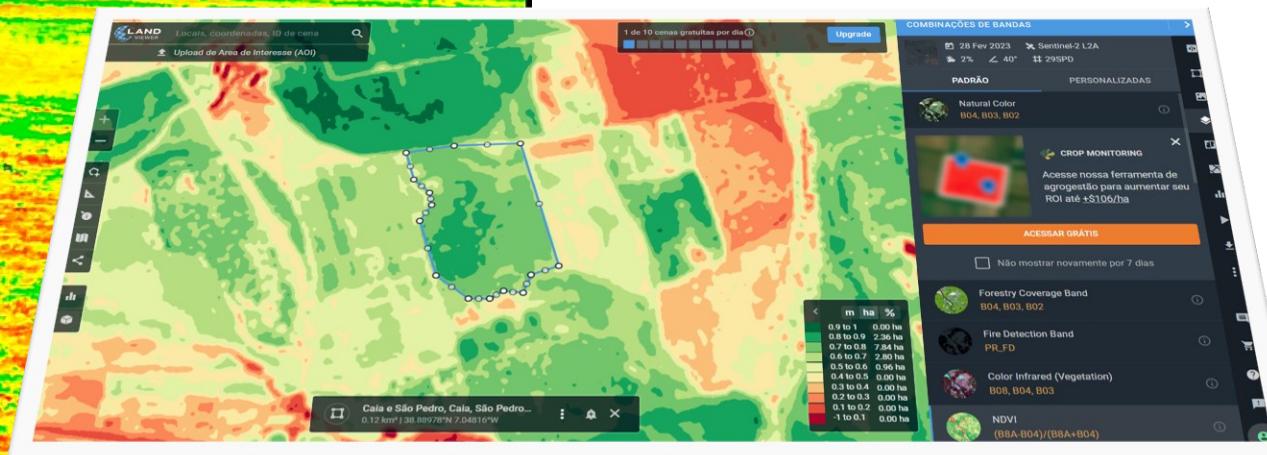 LAND
VIEWER
Locais, coordenadas, ID de cena
Upload de Area de Interesse (AOI)
1 de 10 cenas gratuitas por dia
Upgrade
COMBINAÇÕES DE BANDAS
28 Fev 2023 Sentinel-2 L2A
2% 40° 29SPD
PADRÃO PERSONALIZADAS
Natural Color
B04, B03, B02
CROP MONITORING
Acesse nossa ferramenta de
agrogestão para aumentar seu
ROI até +$106/ha
ACESSAR GRÁTIS
Não mostrar novamente por 7 dias
Forestry Coverage Band
B04, B03, B02
Fire Detection Band
PR_FD
Color Infrared (Vegetation)
B08, B04, B03
NDVI
(B8A-B04)/(B8A+B04)
m ha %
0.9 to 1 0.00 ha
0.8 to 0.9 2.36 ha
0.7 to 0.8 7.84 ha
0.6 to 0.7 2.80 ha
0.5 to 0.6 0.96 ha
0.4 to 0.5 0.00 ha
0.3 to 0.4 0.00 ha
0.2 to 0.3 0.00 ha
0.1 to 0.2 0.00 ha
-1 to 0.1 0.00 ha
Caia e São Pedro, Caia, São Pedro...
0.12 km² | 38.88978°N 7.04816°W